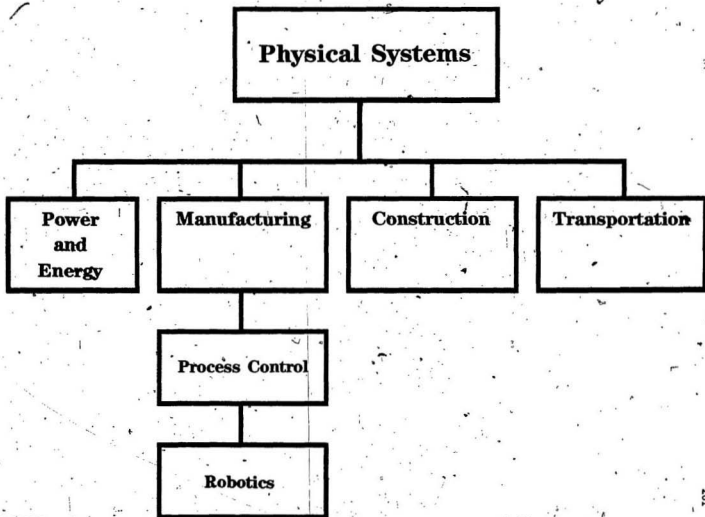 Physical Systems
Power
and
Energy
Manufacturing
Construction
Transportation
Process Control
Robotics